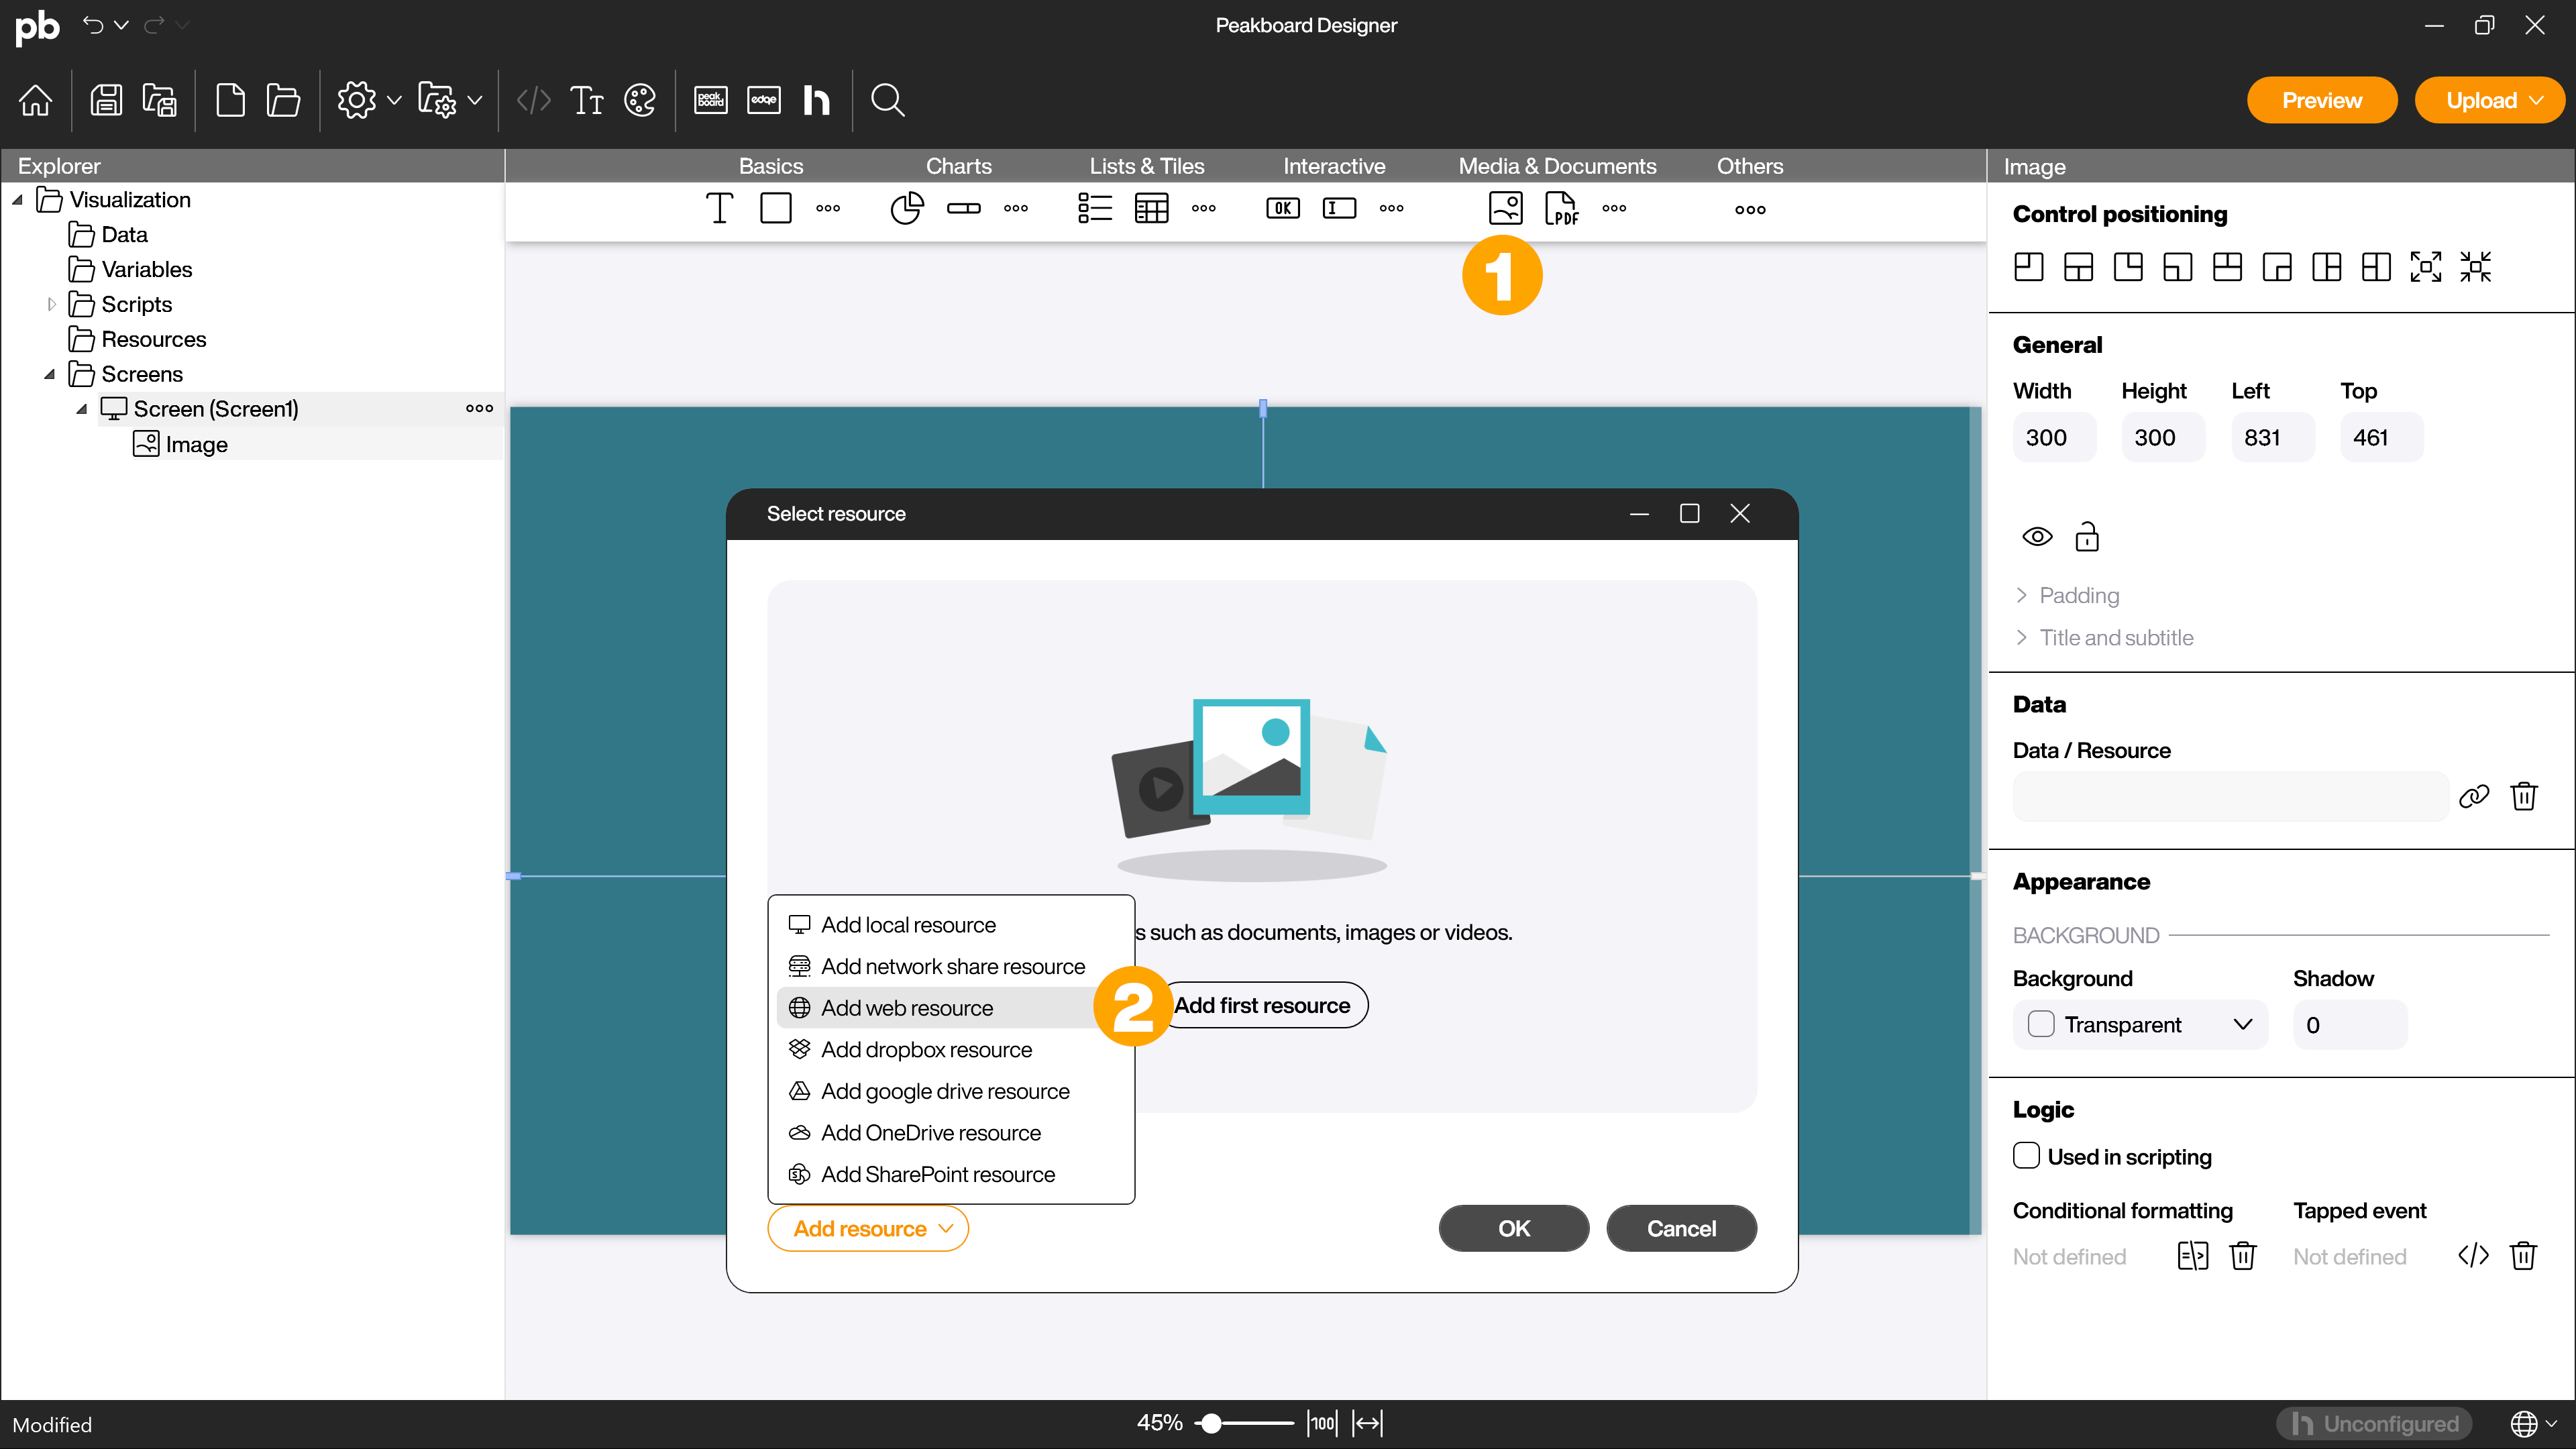 pb
Peakboard Designer
peak
board
edge
h
Preview
Upload
Explorer
Basics
Charts
Lists & Tiles
Interactive
Media & Documents
Others
Image
Visualization
Data
Variables
Scripts
Resources
Screens
Screen (Screen1)
Image
OK
I
PDF
1
Control positioning
General
Width
Height
Left
Top
300
300
831
461
Padding
Title and subtitle
Data
Data / Resource
Appearance
BACKGROUND
Background
Shadow
Transparent
0
Logic
Used in scripting
Conditional formatting
Tapped event
Not defined
Not defined
Select resource
s such as documents, images or videos.
Add first resource
Add local resource
Add network share resource
Add web resource
2
Add dropbox resource
Add google drive resource
Add OneDrive resource
Add SharePoint resource
Add resource
OK
Cancel
Modified
45%
100
h Unconfigured